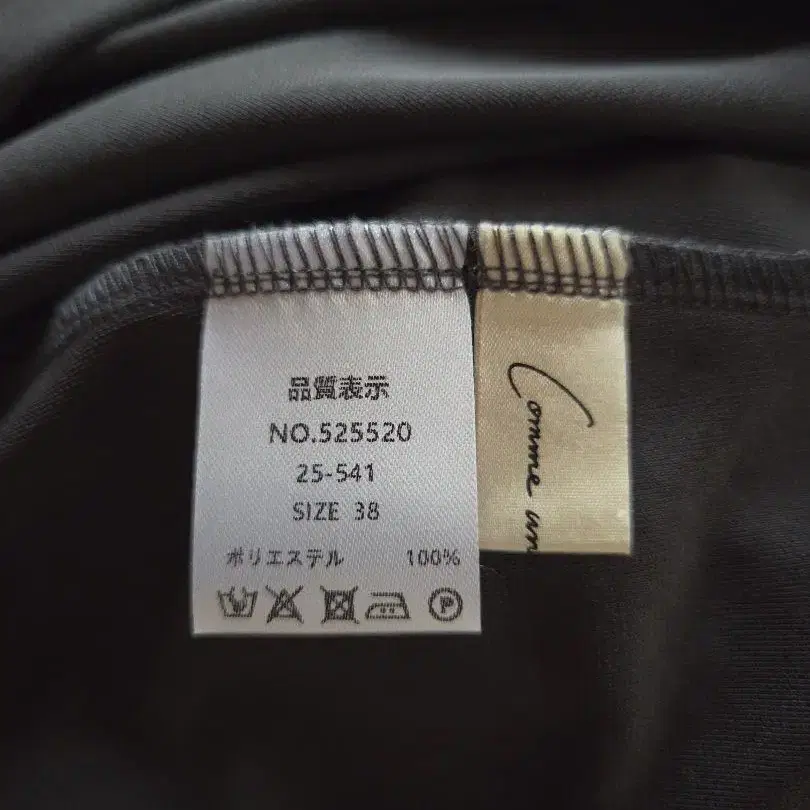 品質表示
NO.525520
25-541
SIZE 38
ポリエステル 100%
P
Comme un